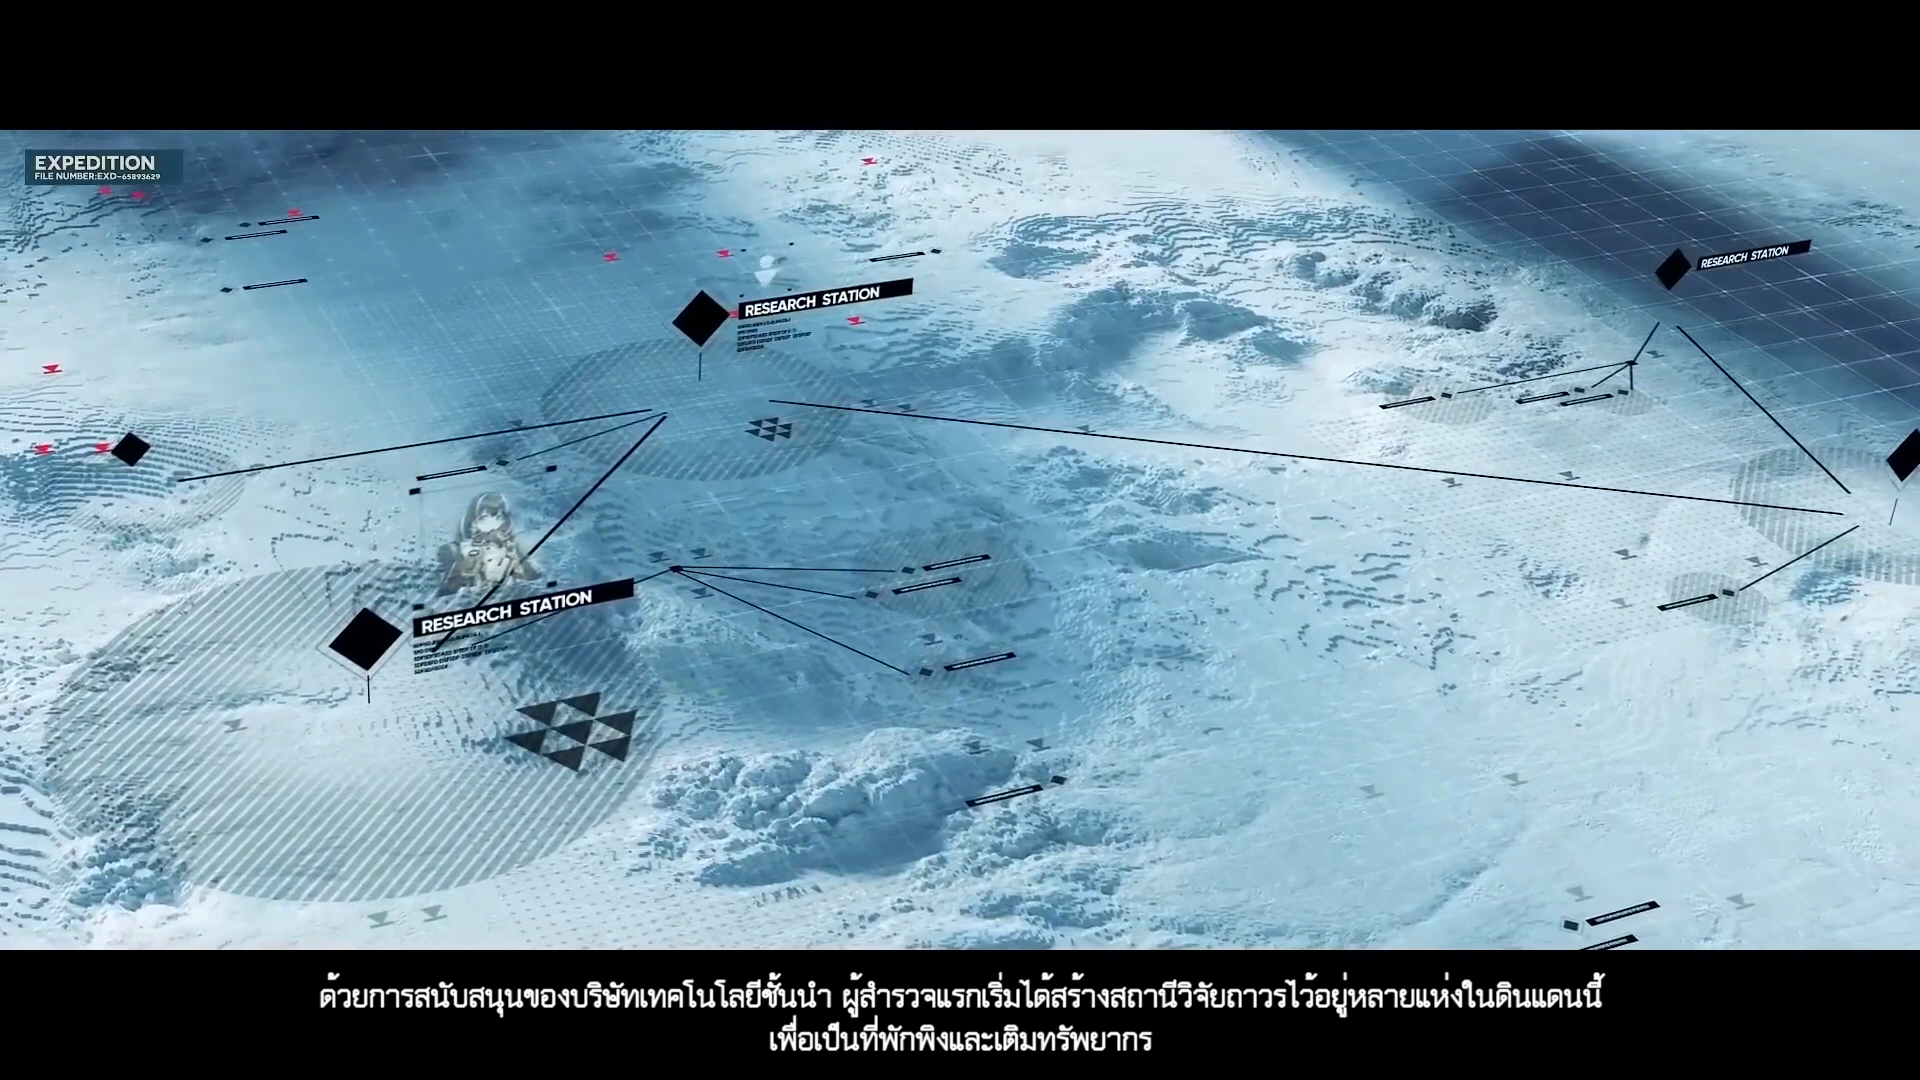 EXPEDITION
FILE NUMBER:EXD-65893629
RESEARCH STATION
RESEARCH STATION
RESEARCH STATION
ด้วยการสนับสนุนของบริษัทเทคโนโลยีชั้นนำ ผู้สำรวจแรกเริ่มได้สร้างสถานีวิจัยถาวรไว้อยู่หลายแห่งในดินแดนนี้
เพื่อเป็นที่พักพิงและเติมทรัพยากร